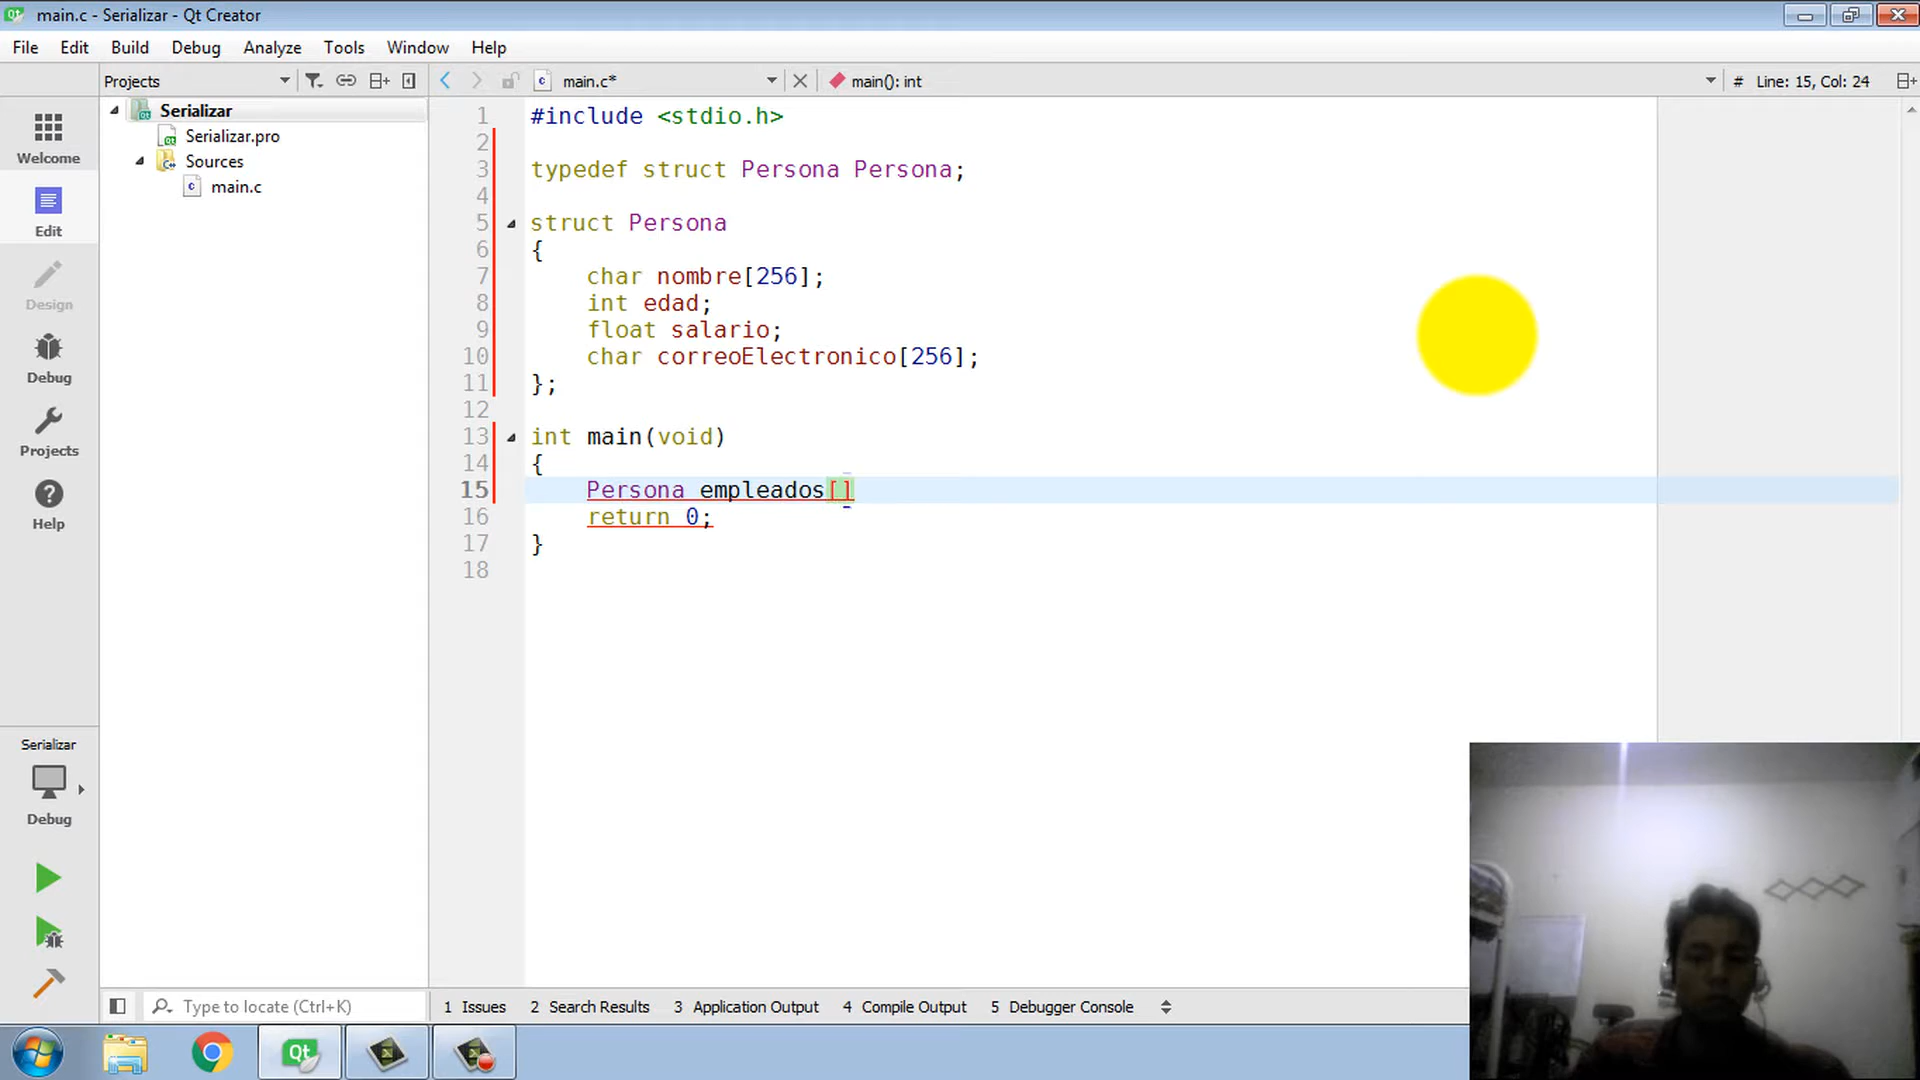 main.c - Serializar - Qt Creator
File Edit Build Debug Analyze Tools Window Help
Projects main.c* main(): int # Line: 15, Col: 24
Serializar
Serializar.pro
Sources
main.c
Welcome
Edit
Design
Debug
Projects
Help
Serializar
Debug
1 #include <stdio.h>
2
3 typedef struct Persona Persona;
4
5 struct Persona
6 {
7 char nombre[256];
8 int edad;
9 float salario;
10 char correoElectronico[256];
11 };
12
13 int main(void)
14 {
15 Persona empleados[]
16 return 0;
17 }
18
Type to locate (Ctrl+K) 1 Issues 2 Search Results 3 Application Output 4 Compile Output 5 Debugger Console
Qt